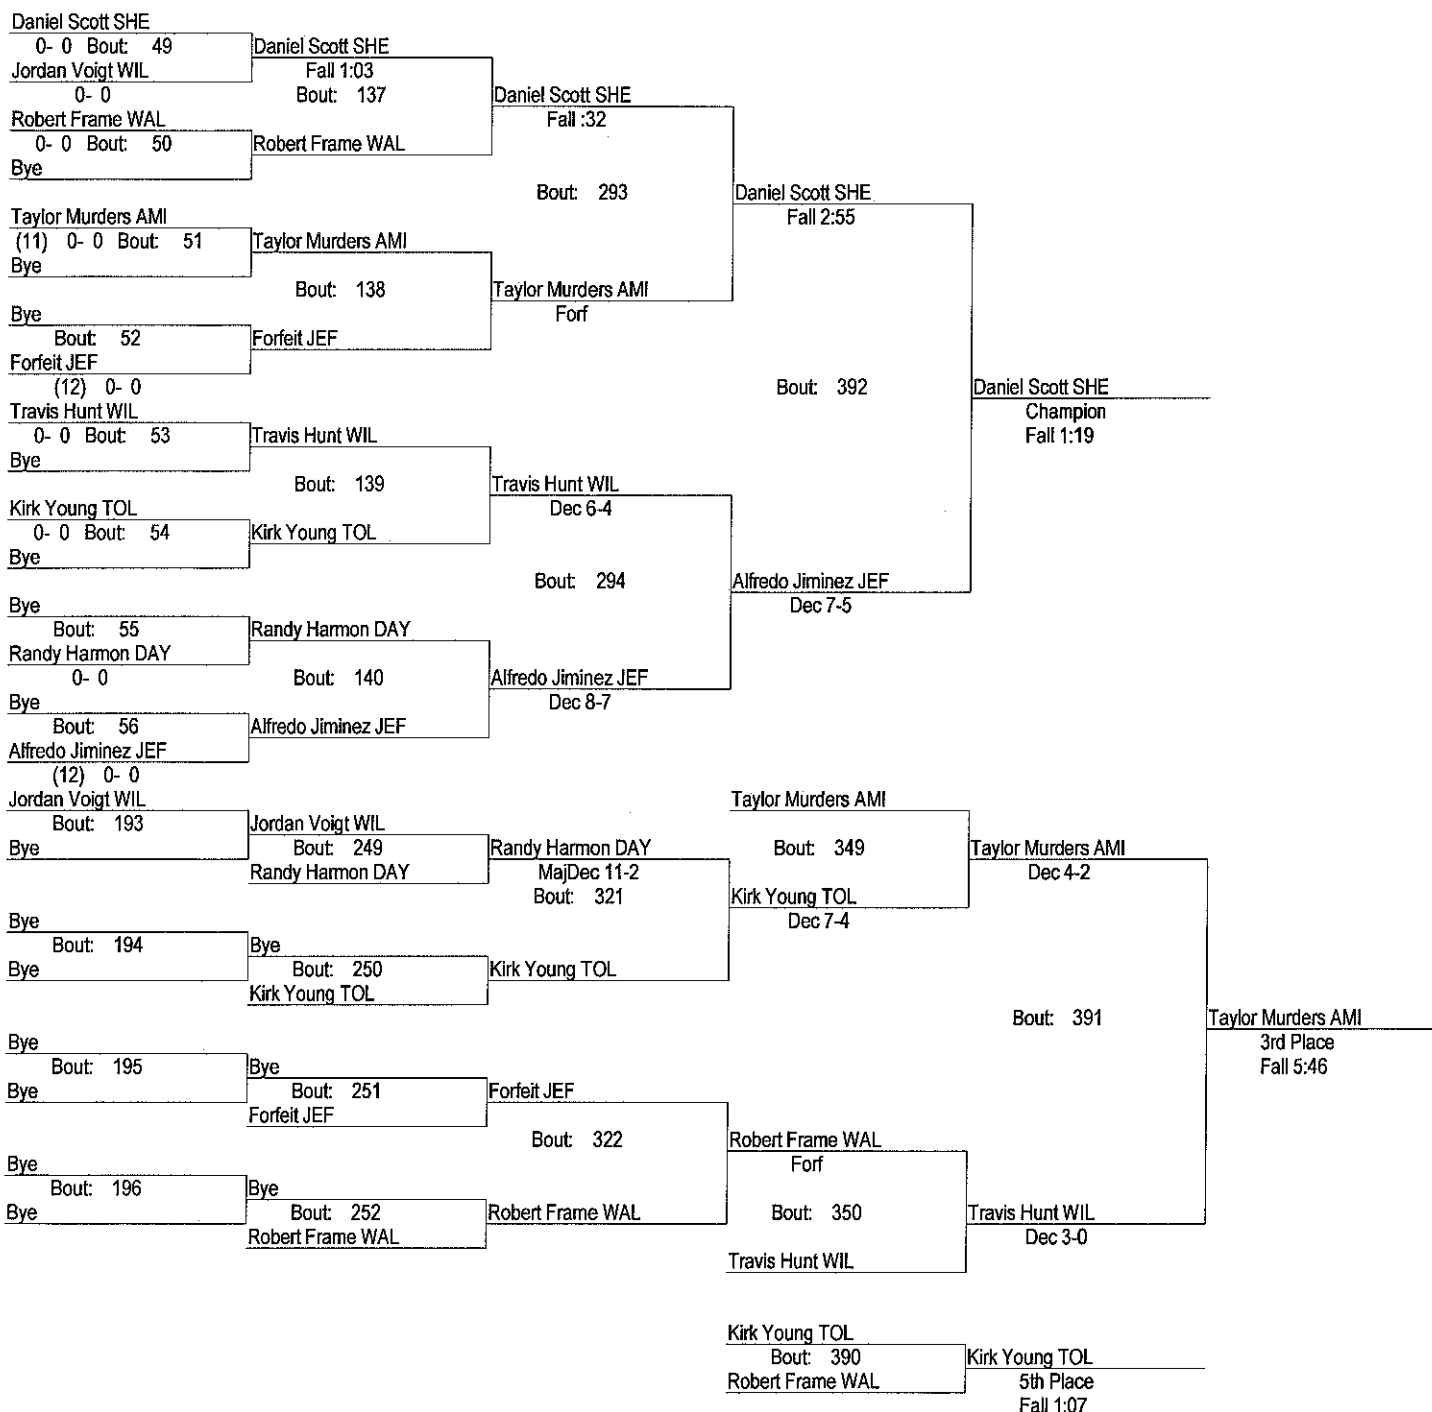 Daniel Scott SHE
0- 0 Bout: 49
Jordan Voigt WIL
0- 0
Robert Frame WAL
0- 0 Bout: 50
Bye
Daniel Scott SHE
Fall 1:03
Bout: 137
Robert Frame WAL
Daniel Scott SHE
Fall :32
Bout: 293
Taylor Murders AMI
(11) 0- 0 Bout: 51
Bye
Bye
Bout: 52
Forfeit JEF
(12) 0- 0
Taylor Murders AMI
Bout: 138
Forfeit JEF
Taylor Murders AMI
Forf
Daniel Scott SHE
Fall 2:55
Bout: 392
Daniel Scott SHE
Champion
Fall 1:19
Travis Hunt WIL
0- 0 Bout: 53
Bye
Kirk Young TOL
0- 0 Bout: 54
Bye
Travis Hunt WIL
Bout: 139
Kirk Young TOL
Travis Hunt WIL
Dec 6-4
Bout: 294
Bye
Bout: 55
Randy Harmon DAY
0- 0
Bye
Bout: 56
Alfredo Jiminez JEF
(12) 0- 0
Randy Harmon DAY
Bout: 140
Alfredo Jiminez JEF
Alfredo Jiminez JEF
Dec 8-7
Alfredo Jiminez JEF
Dec 7-5
Jordan Voigt WIL
Bout: 193
Bye
Jordan Voigt WIL
Bout: 249
Randy Harmon DAY
Randy Harmon DAY
MajDec 11-2
Bout: 321
Bye
Bout: 194
Bye
Bye
Bout: 250
Kirk Young TOL
Kirk Young TOL
Taylor Murders AMI
Bout: 349
Kirk Young TOL
Dec 7-4
Taylor Murders AMI
Dec 4-2
Bout: 391
Taylor Murders AMI
3rd Place
Fall 5:46
Bye
Bout: 195
Bye
Bye
Bout: 251
Forfeit JEF
Forfeit JEF
Bout: 322
Bye
Bout: 196
Bye
Bye
Bout: 252
Robert Frame WAL
Robert Frame WAL
Robert Frame WAL
Forf
Bout: 350
Travis Hunt WIL
Travis Hunt WIL
Dec 3-0
Kirk Young TOL
Bout: 390
Robert Frame WAL
Kirk Young TOL
5th Place
Fall 1:07